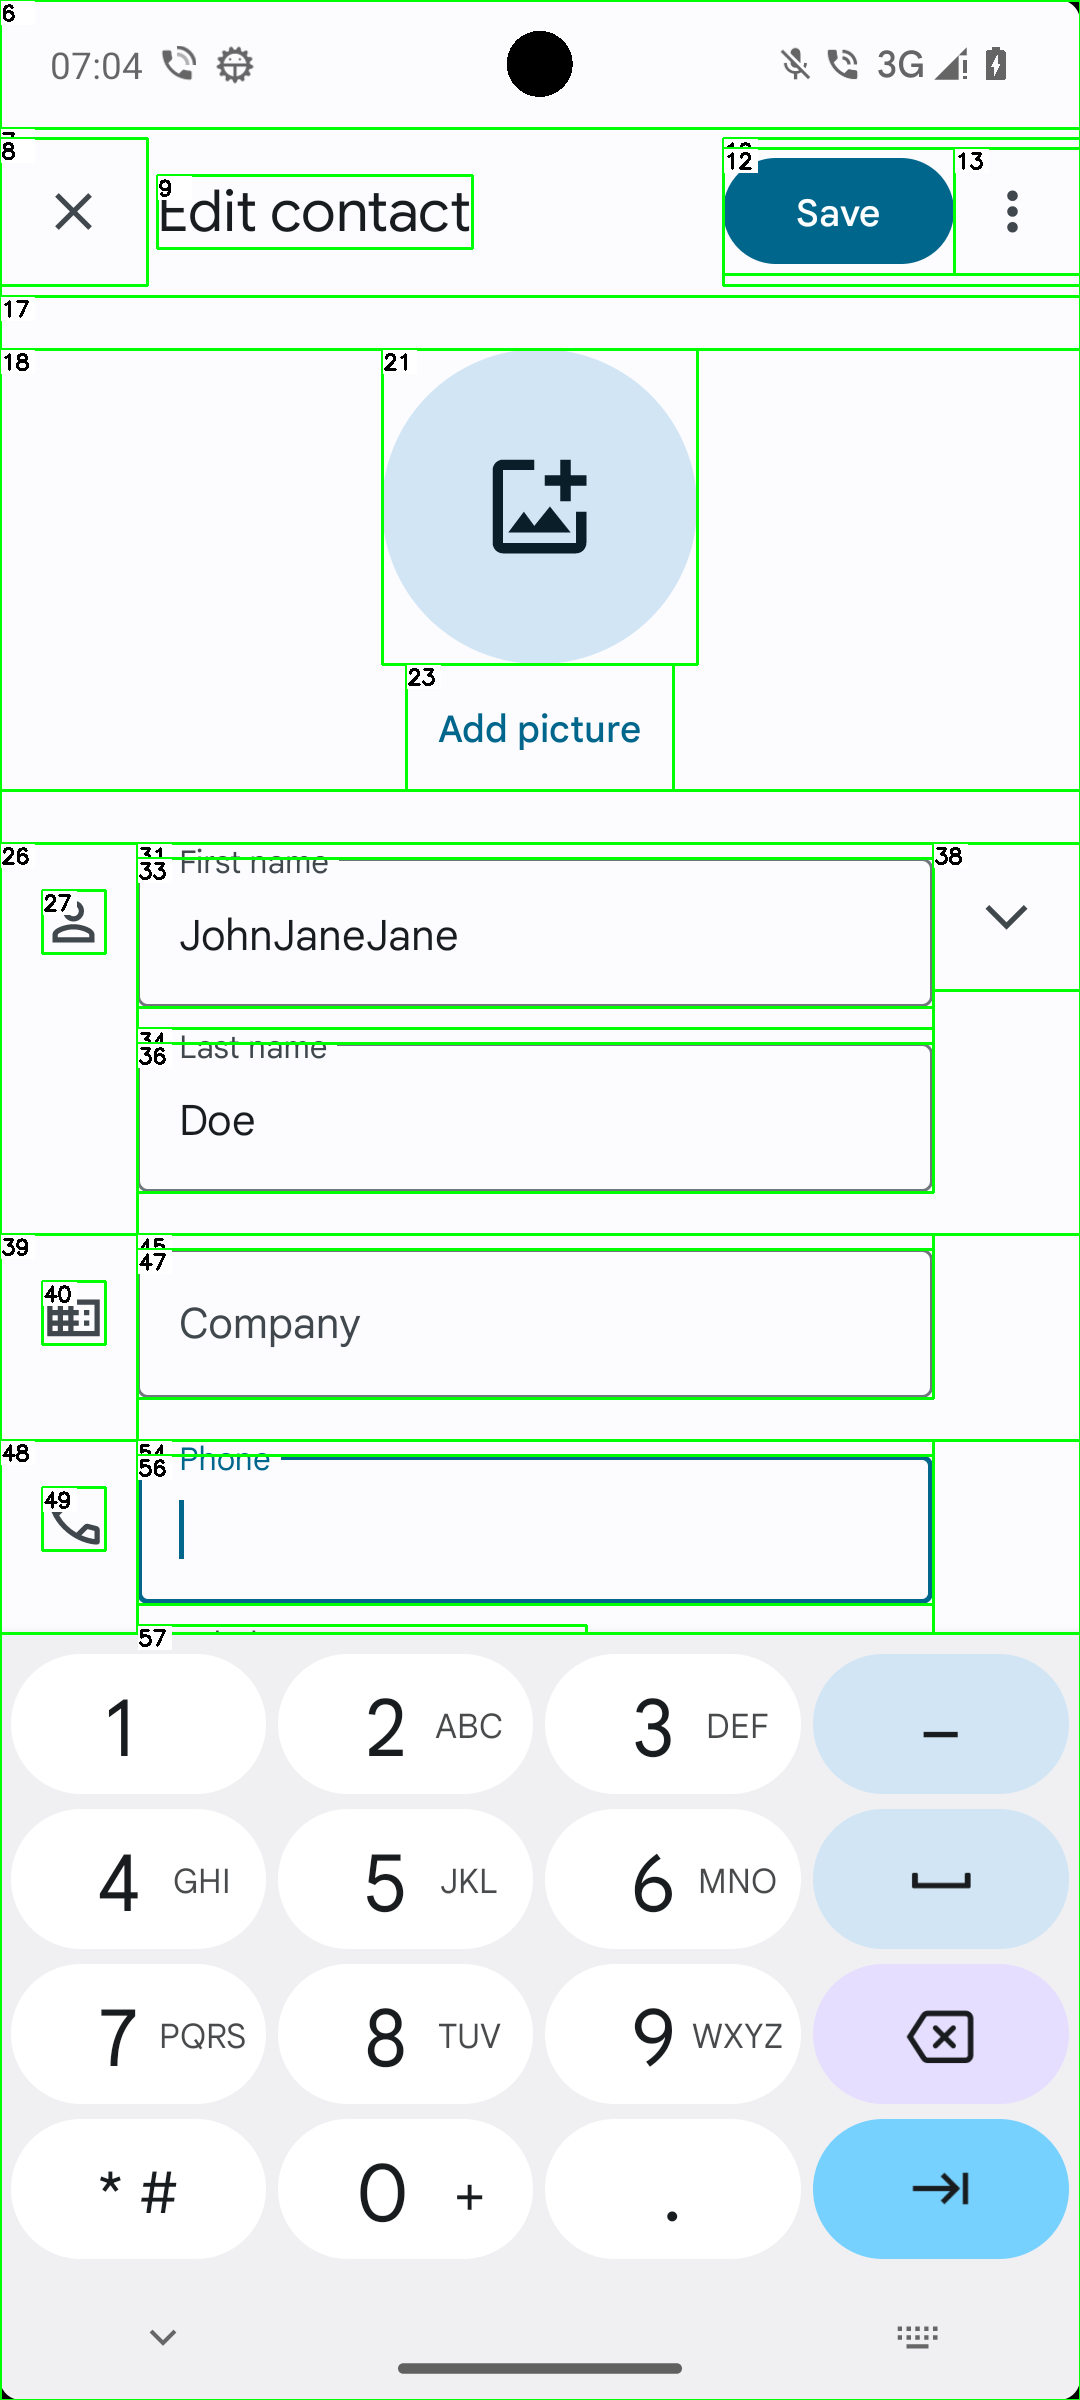 6
07:04
3G
8
9
Edit contact
12
Save
13
17
18
21
23
Add picture
26
27
31
33
First name
JohnJaneJane
38
34
36
Last name
Doe
39
40
45
47
Company
48
49
54
56
Phone
57
1
2 ABC
3 DEF
–
4 GHI
5 JKL
6 MNO
7 PQRS
8 TUV
9 WXYZ
* #
0 +
.